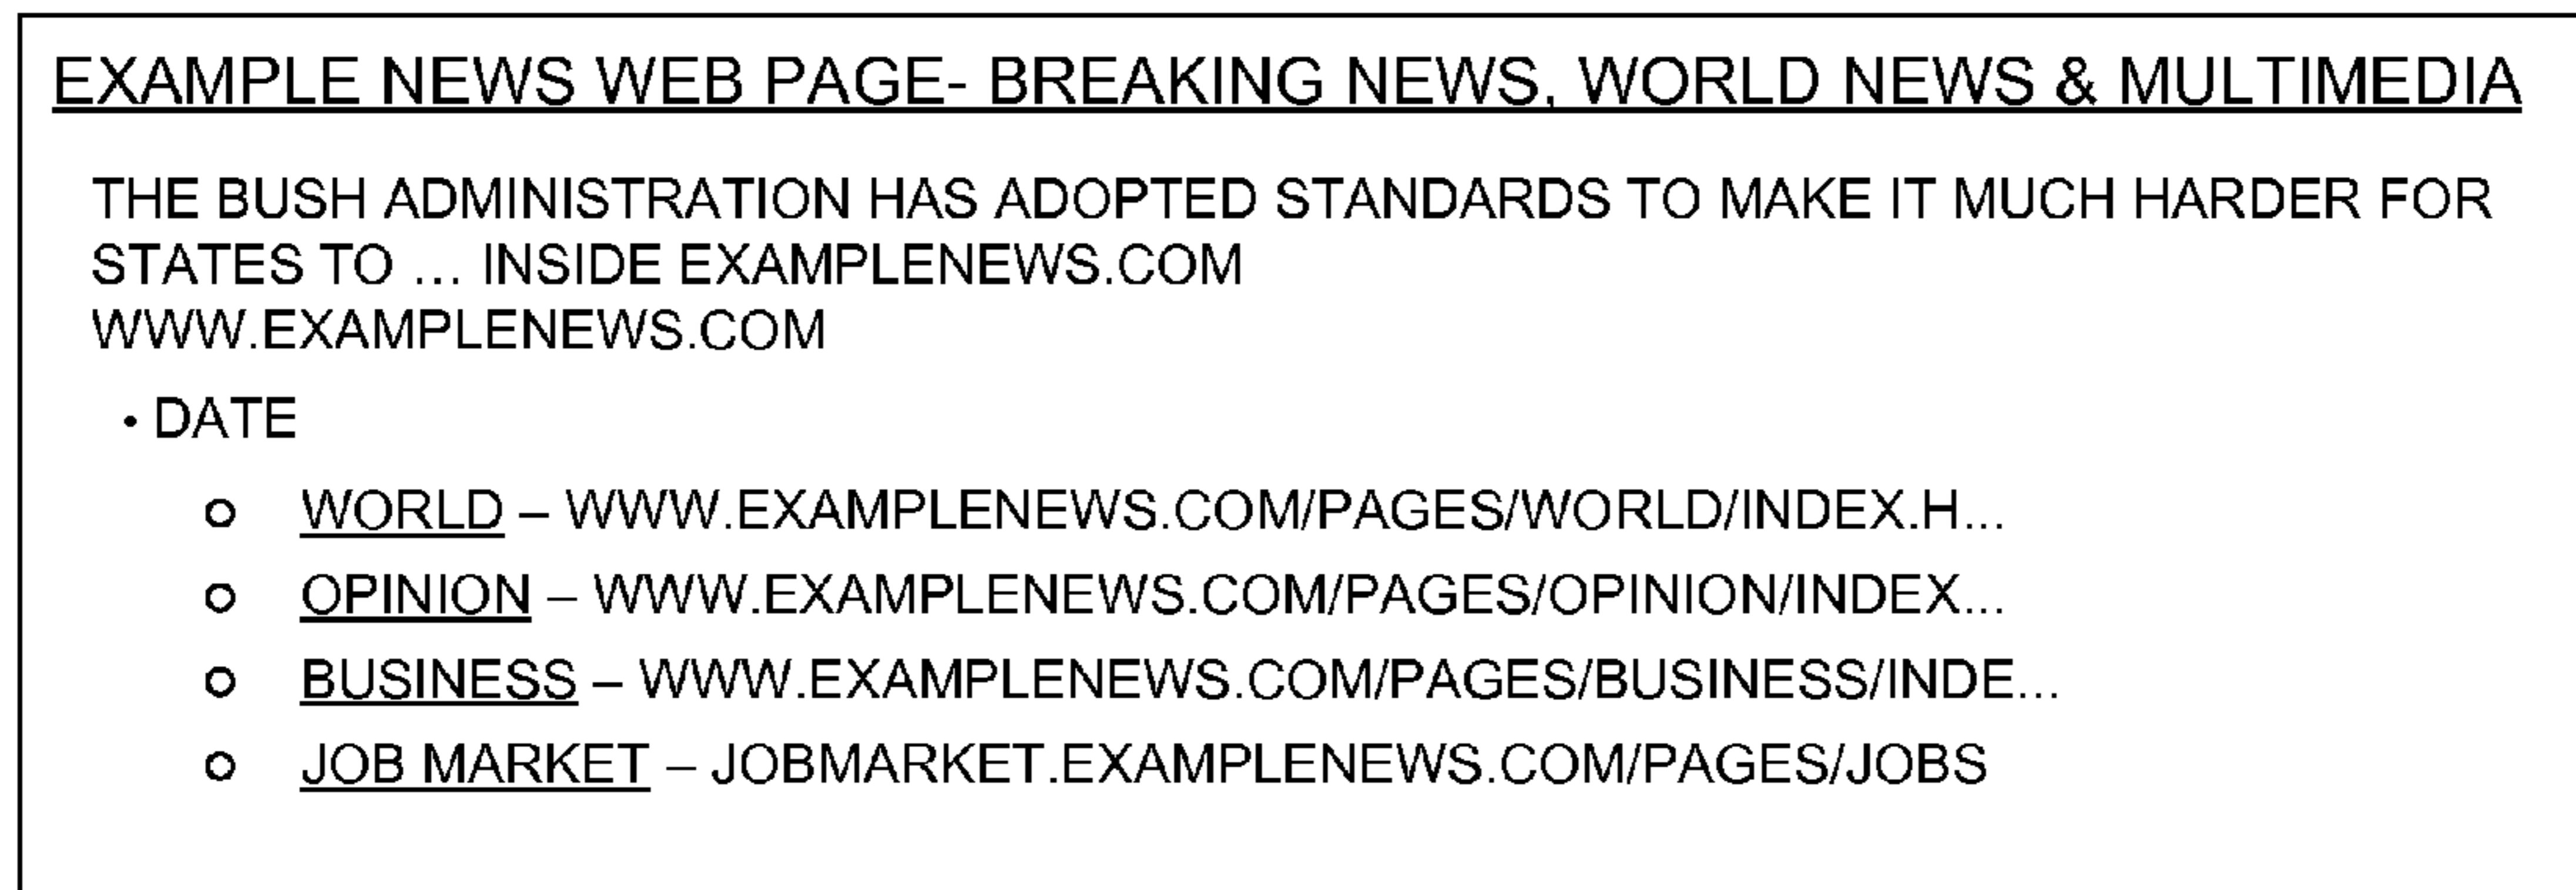 EXAMPLE NEWS WEB PAGE- BREAKING NEWS, WORLD NEWS & MULTIMEDIA
THE BUSH ADMINISTRATION HAS ADOPTED STANDARDS TO MAKE IT MUCH HARDER FOR
STATES TO ... INSIDE EXAMPLENEWS.COM
WWW.EXAMPLENEWS.COM
• DATE
o WORLD – WWW.EXAMPLENEWS.COM/PAGES/WORLD/INDEX.H...
o OPINION – WWW.EXAMPLENEWS.COM/PAGES/OPINION/INDEX...
o BUSINESS – WWW.EXAMPLENEWS.COM/PAGES/BUSINESS/INDE...
o JOB MARKET – JOBMARKET.EXAMPLENEWS.COM/PAGES/JOBS